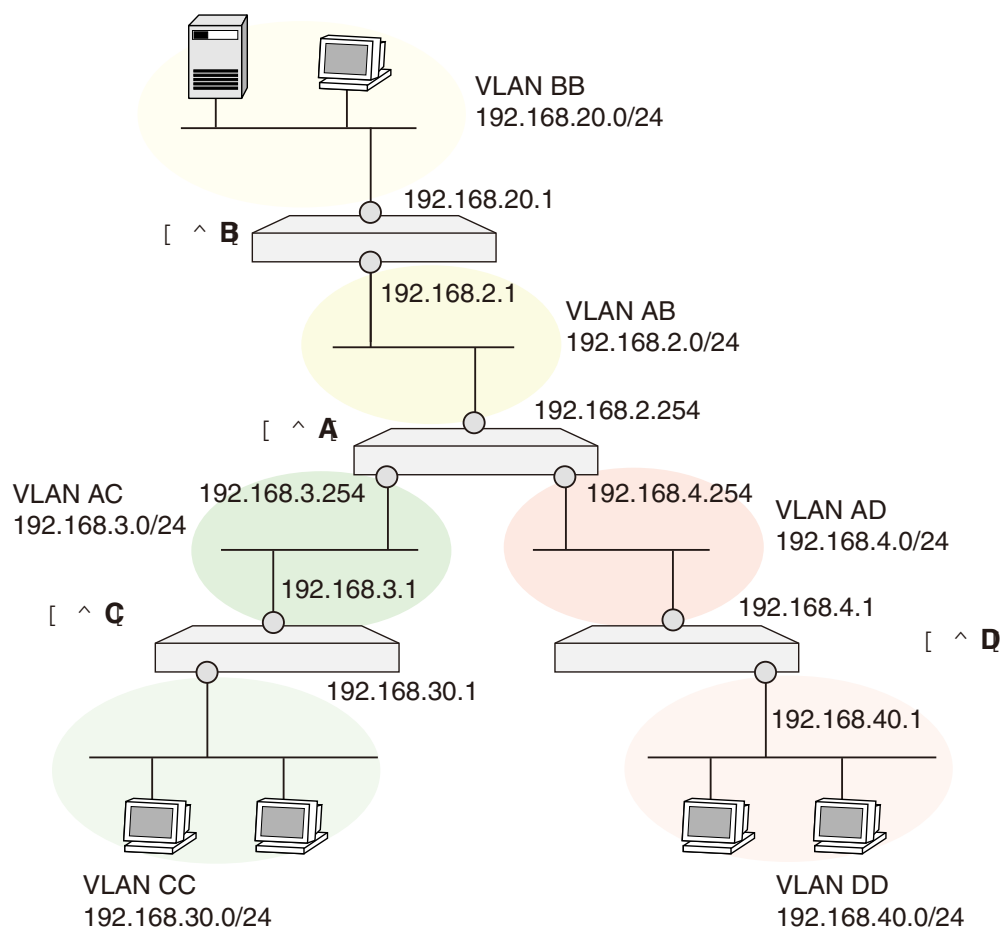 VLAN BB
192.168.20.0/24
192.168.20.1
B
192.168.2.1
VLAN AB
192.168.2.0/24
192.168.2.254
A
VLAN AC
192.168.3.0/24
192.168.3.254
192.168.4.254
VLAN AD
192.168.4.0/24
192.168.3.1
C
192.168.4.1
D
192.168.30.1
192.168.40.1
VLAN CC
192.168.30.0/24
VLAN DD
192.168.40.0/24